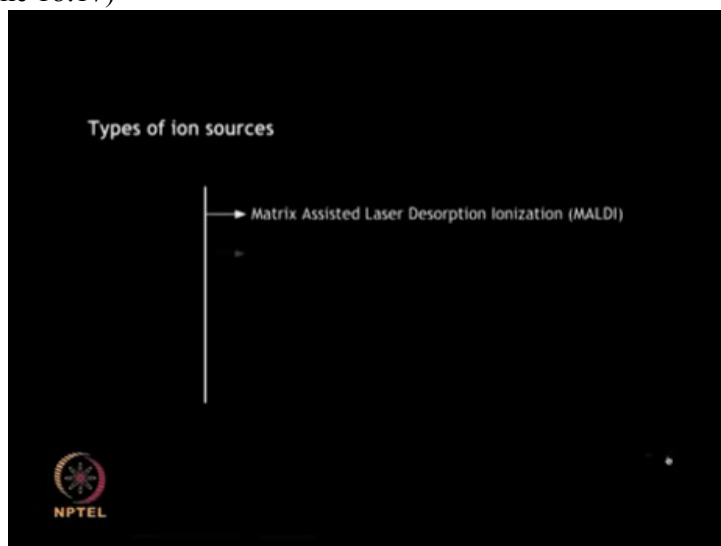 Types of ion sources
Matrix Assisted Laser Desorption Ionization (MALDI)
NPTEL